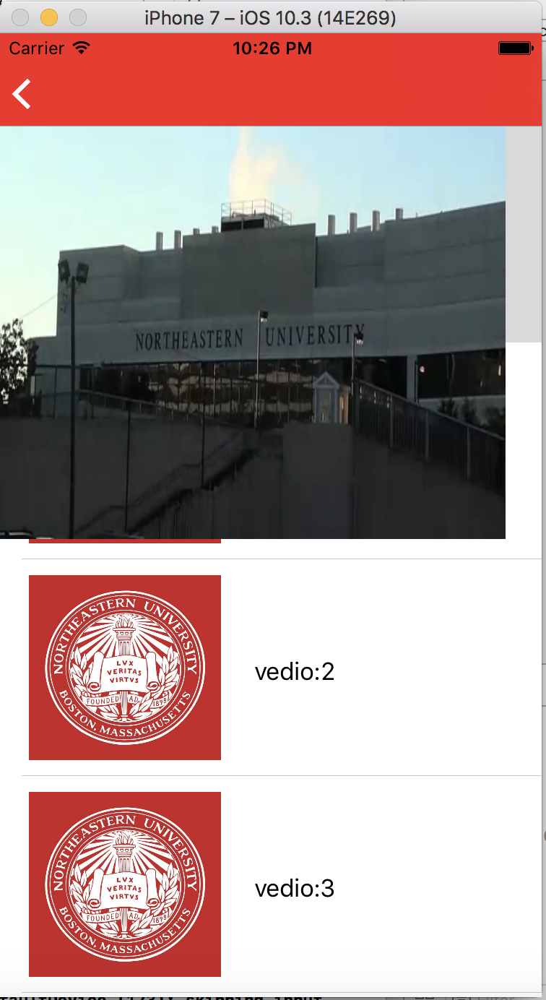 iPhone 7 – iOS 10.3 (14E269)
Carrier 10:26 PM
NORTHEASTERN UNIVERSITY
NORTHEASTERN UNIVERSITY
LVX
VERITAS
VIRTVS
FOUNDED A.D. 1898
BOSTON, MASSACHUSETTS
vedio:2
NORTHEASTERN UNIVERSITY
LVX
VERITAS
VIRTVS
FOUNDED A.D. 1898
BOSTON, MASSACHUSETTS
vedio:3